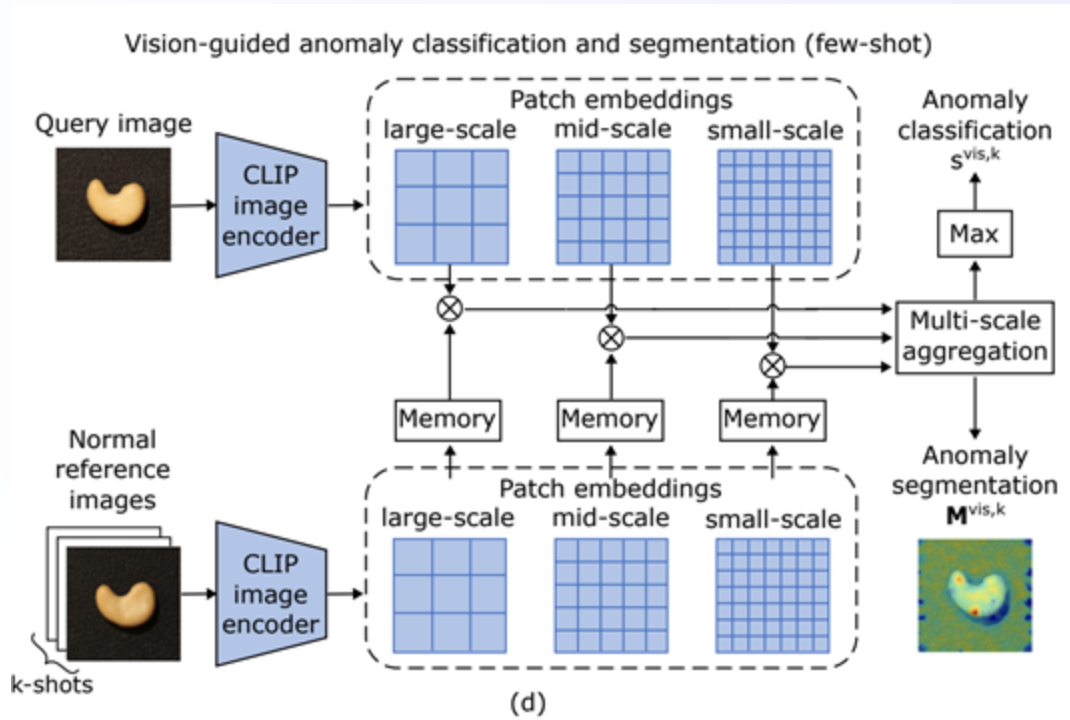 Vision-guided anomaly classification and segmentation (few-shot)
Query image
CLIP
image
encoder
Patch embeddings
large-scale mid-scale small-scale
Anomaly
classification
s^vis,k
Max
Multi-scale
aggregation
Memory Memory Memory
Normal
reference
images
k-shots
CLIP
image
encoder
Patch embeddings
large-scale mid-scale small-scale
Anomaly
segmentation
M^vis,k
(d)